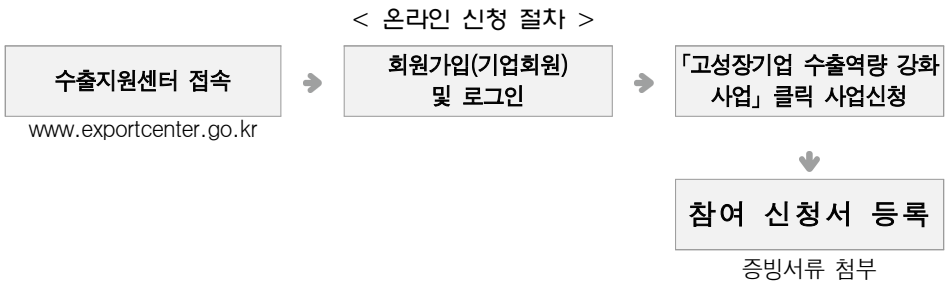 < 온라인 신청 절차 >
수출지원센터 접속
www.exportcenter.go.kr
회원가입(기업회원)
및 로그인
「고성장기업 수출역량 강화
사업」 클릭 사업신청
참여 신청서 등록
증빙서류 첨부